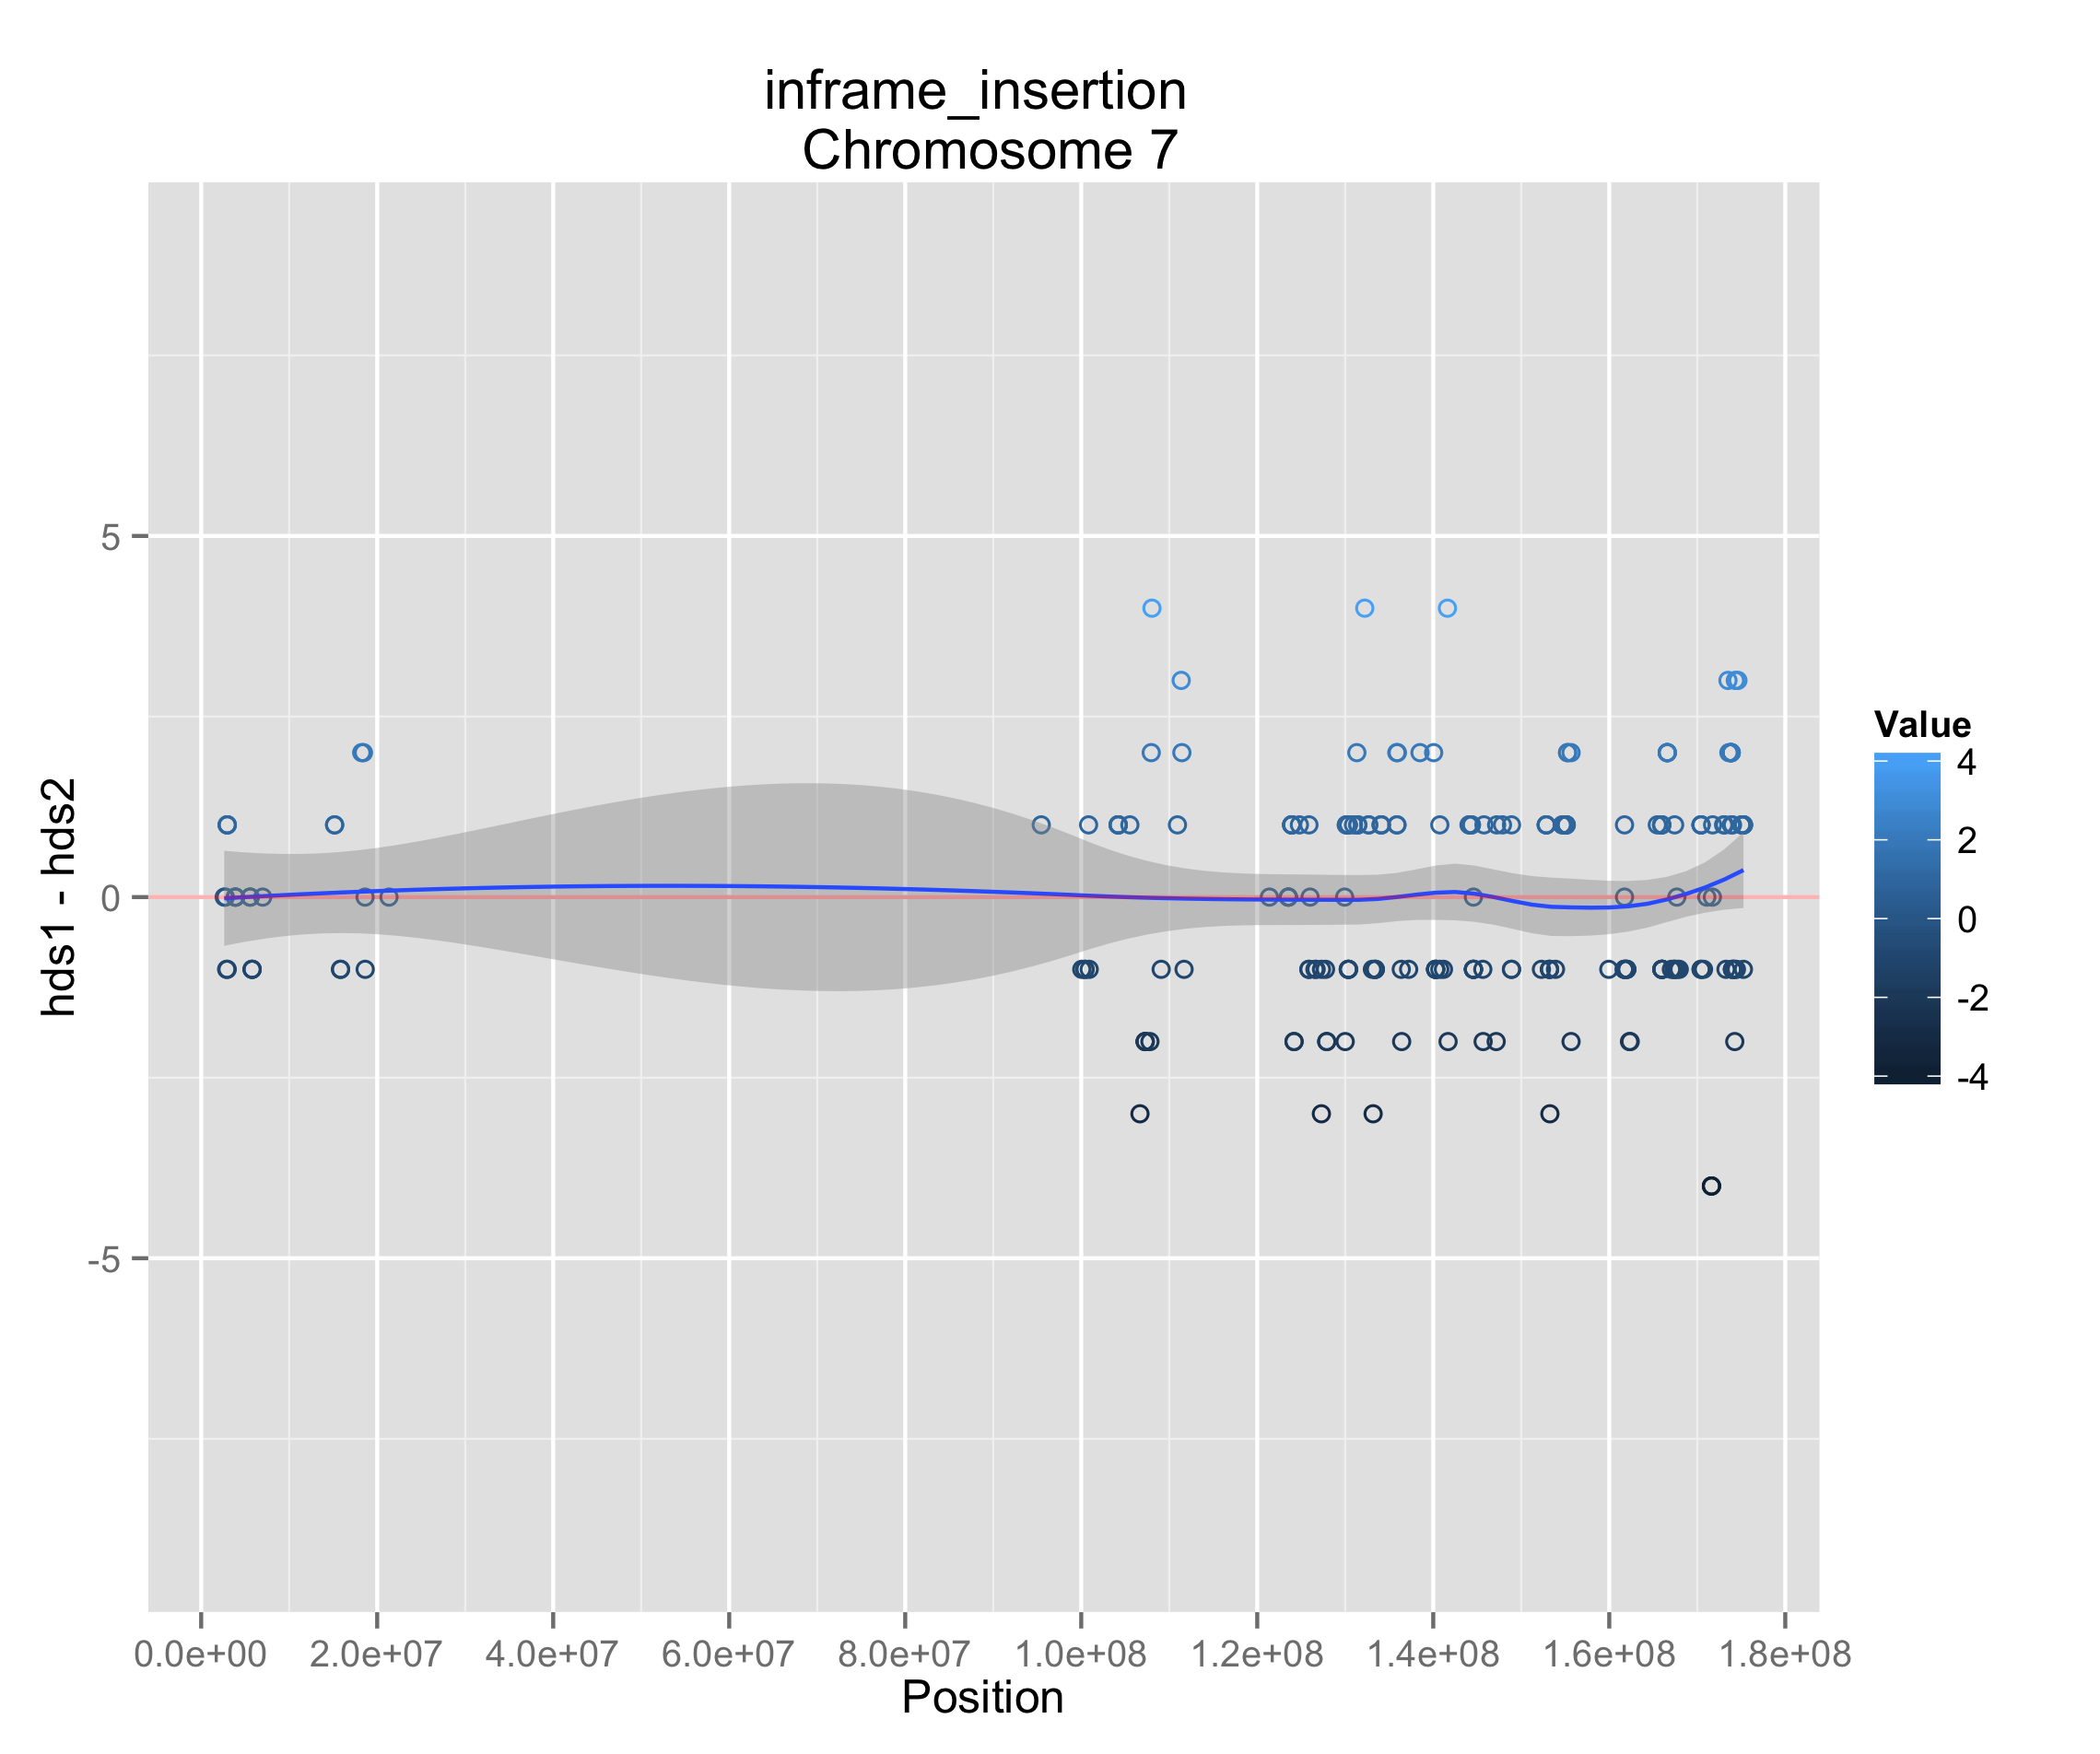 inframe_insertion
Chromosome 7
hds1 - hds2
5
0
-5
0.0e+00 2.0e+07 4.0e+07 6.0e+07 8.0e+07 1.0e+08 1.2e+08 1.4e+08 1.6e+08 1.8e+08
Position
Value
4
2
0
-2
-4